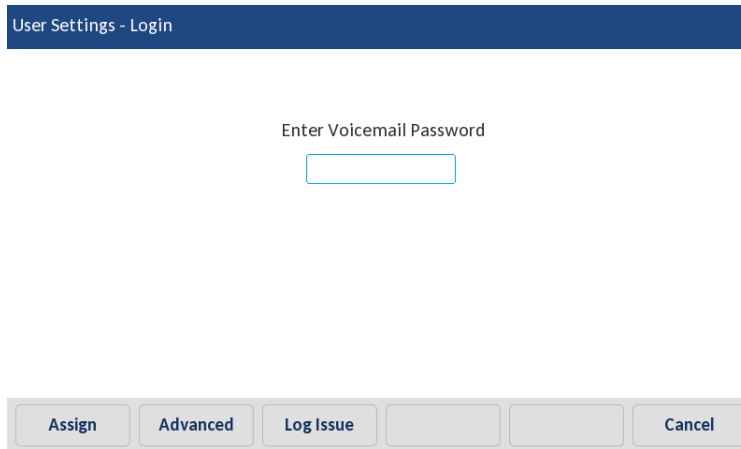 User Settings - Login
Enter Voicemail Password
Assign Advanced Log Issue Cancel